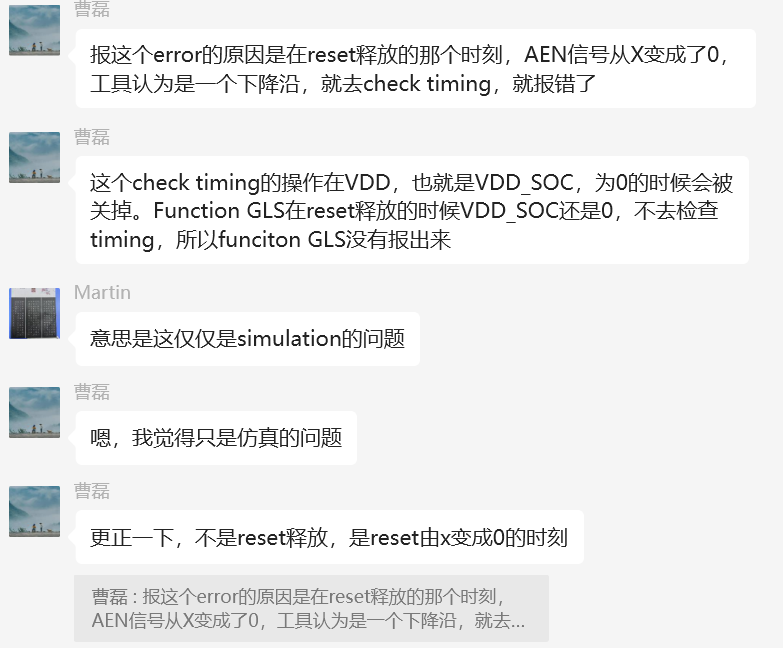 曹磊
报这个error的原因是在reset释放的那个时刻，AEN信号从X变成了0，
工具认为是一个下降沿，就去check timing，就报错了
曹磊
这个check timing的操作在VDD，也就是VDD_SOC，为0的时候会被
关掉。Function GLS在reset释放的时候VDD_SOC还是0，不去检查
timing，所以funciton GLS没有报出来
Martin
意思是这仅仅是simulation的问题
曹磊
嗯，我觉得只是仿真的问题
曹磊
更正一下，不是reset释放，是reset由x变成0的时刻
曹磊 : 报这个error的原因是在reset释放的那个时刻，
AEN信号从X变成了0，工具认为是一个下降沿，就去...